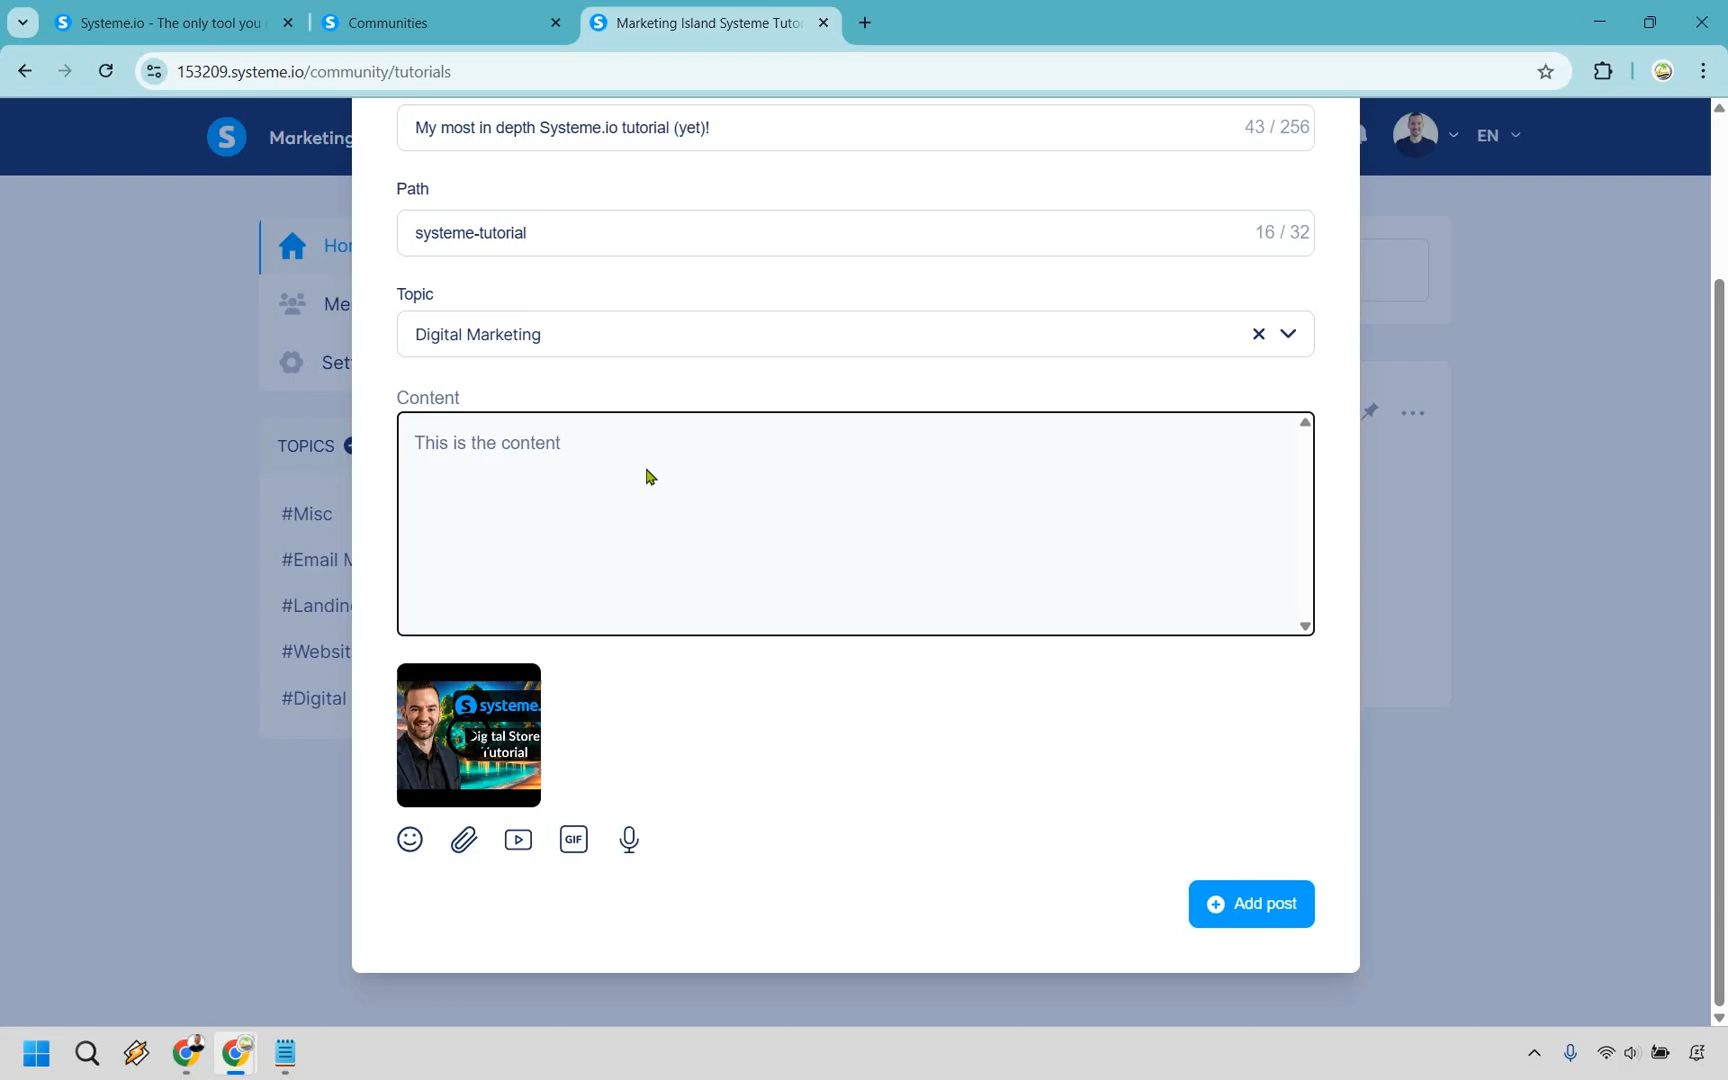 Systeme.io - The only tool you
Communities
Marketing Island Systeme Tuto
153209.systeme.io/community/tutorials
S
Marketing
EN
My most in depth Systeme.io tutorial (yet)!
43 / 256
Path
systeme-tutorial
16 / 32
Topic
Digital Marketing
Content
This is the content
Hor
Me
Set
TOPICS
#Misc
#Email M
#Landin
#Websit
#Digital
S systeme.
Digital Store
Tutorial
GIF
Add post